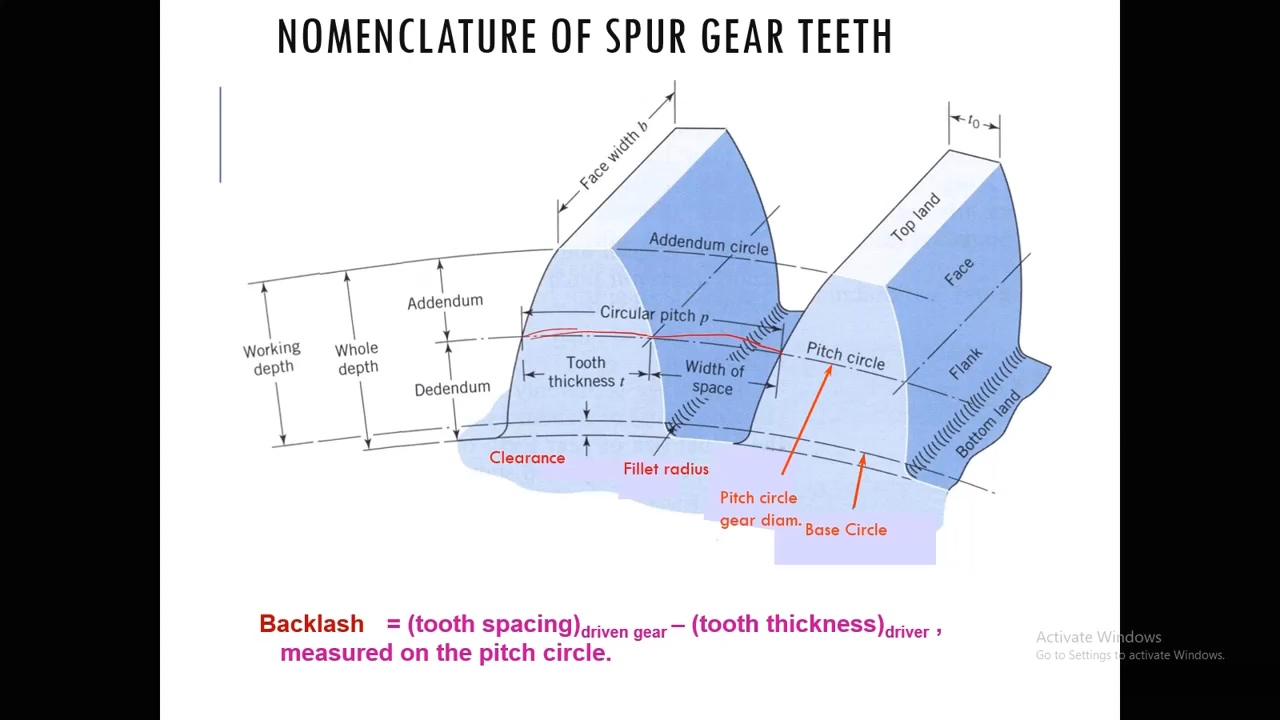 NOMENCLATURE OF SPUR GEAR TEETH
Face width b
t0
Top land
Addendum circle
Face
Addendum
Circular pitch p
Working
depth
Whole
depth
Pitch circle
Tooth
thickness t
Width of
space
Flank
Dedendum
Bottom land
Clearance
Fillet radius
Pitch circle
gear diam.
Base Circle
Backlash = (tooth spacing)driven gear – (tooth thickness)driver ,
measured on the pitch circle.
Activate Windows
Go to Settings to activate Windows.